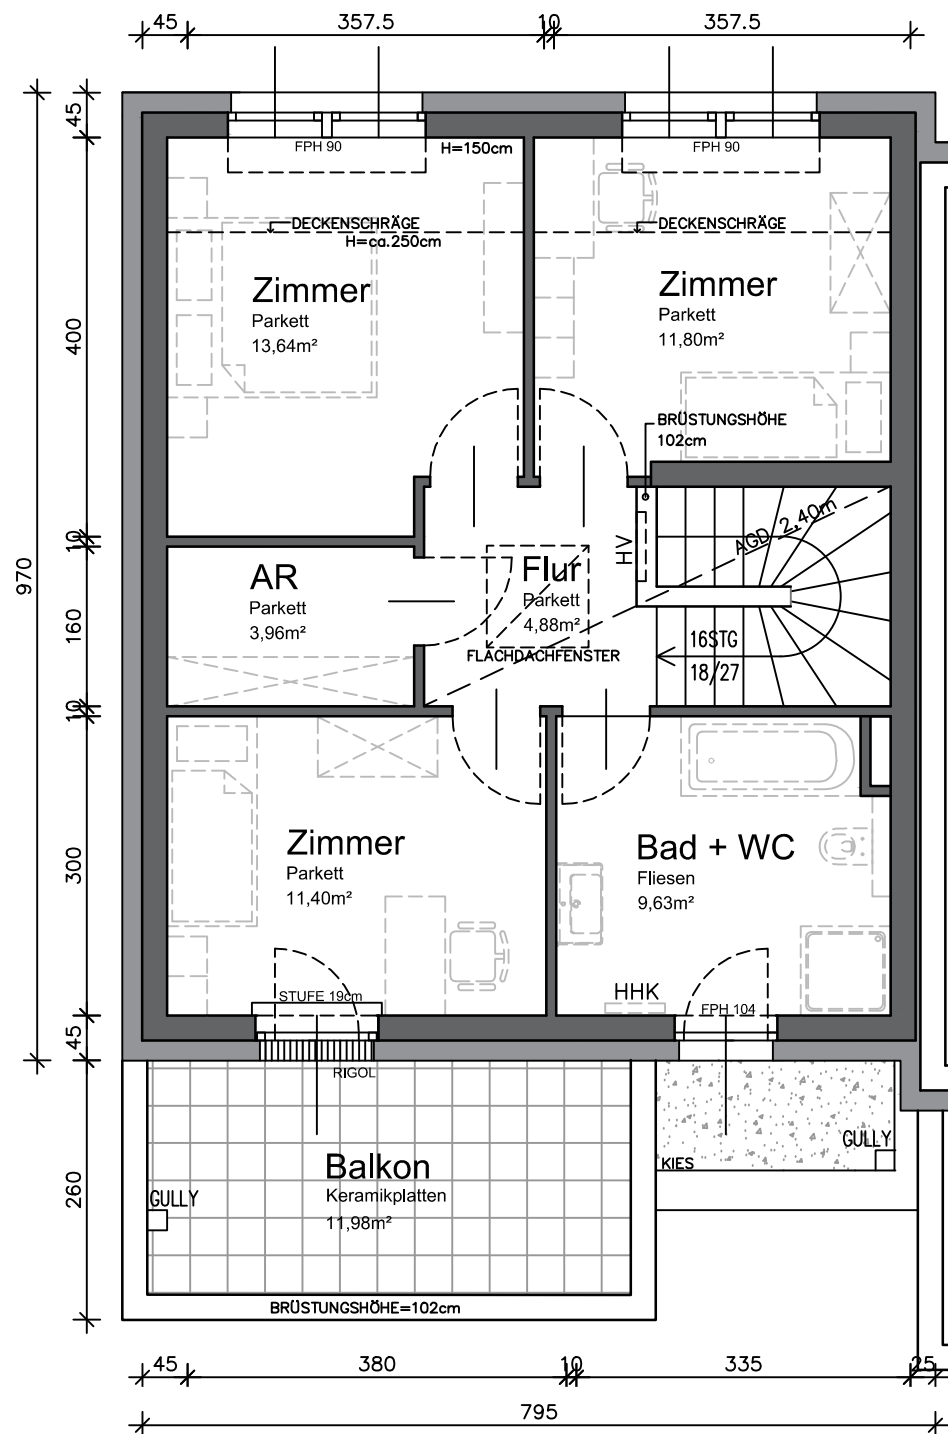 45 357.5 10 357.5
45
FPH 90
H=150cm
FPH 90
DECKENSCHRÄGE
H=ca.250cm
DECKENSCHRÄGE
Zimmer
Parkett
13,64m²
Zimmer
Parkett
11,80m²
400
BRÜSTUNGSHÖHE
102cm
AGD 2,40m
HV
10
970
AR
Parkett
3,96m²
Flur
Parkett
4,88m²
FLACHDACHFENSTER
160
16STG
18/27
10
Zimmer
Parkett
11,40m²
Bad + WC
Fliesen
9,63m²
300
STUFE 19cm
HHK
FPH 104
45
RIGOL
GULLY
KIES
Balkon
Keramikplatten
11,98m²
GULLY
260
BRÜSTUNGSHÖHE=102cm
45 380 10 335 25
795